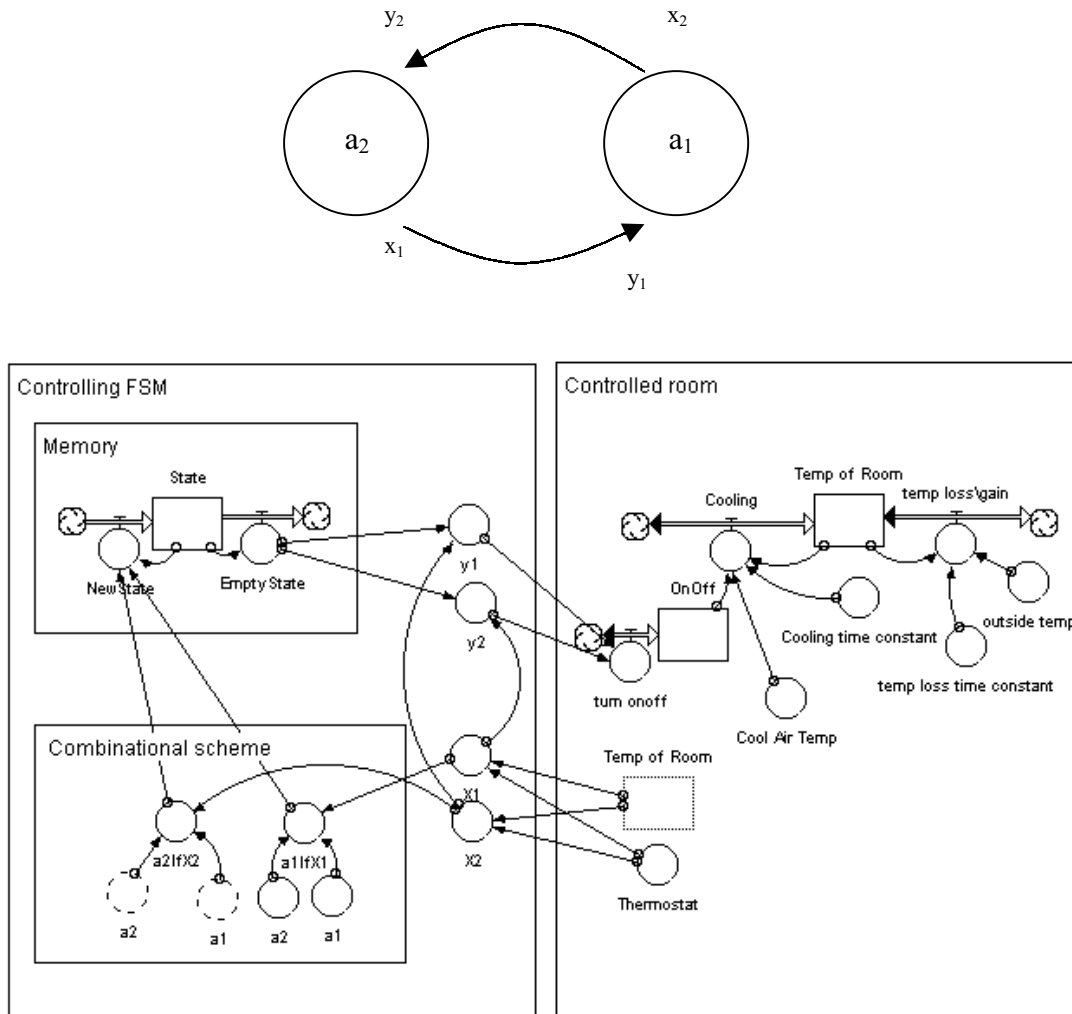 y₂ x₂
a₂ a₁
x₁
y₁
Controlling FSM
Controlled room
Memory
State
Temp of Room
Cooling
temp loss\gain
NewState
Empty State
y1
OnOff
y2
Cooling time constant
outside temp
turn onoff
temp loss time constant
Cool Air Temp
Combinational scheme
Temp of Room
X1
X2
a2IfX2
a1IfX1
Thermostat
a2
a1
a2
a1